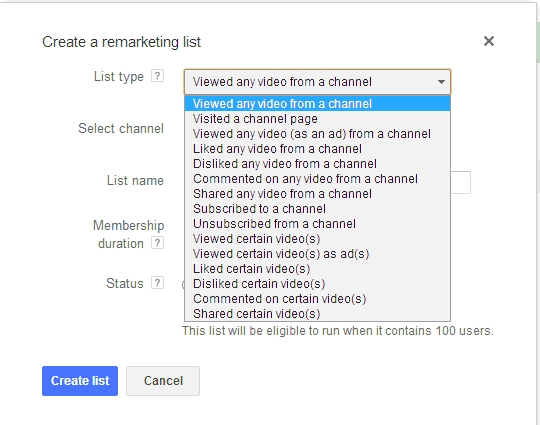 Create a remarketing list ×
List type ? Viewed any video from a channel
Viewed any video from a channel
Visited a channel page
Select channel
Viewed any video (as an ad) from a channel
Liked any video from a channel
Disliked any video from a channel
List name
Commented on any video from a channel
Shared any video from a channel
Subscribed to a channel
Membership
duration ?
Unsubscribed from a channel
Viewed certain video(s)
Viewed certain video(s) as ad(s)
Liked certain video(s)
Status ?
Disliked certain video(s)
Commented on certain video(s)
Shared certain video(s)
This list will be eligible to run when it contains 100 users.
Create list Cancel